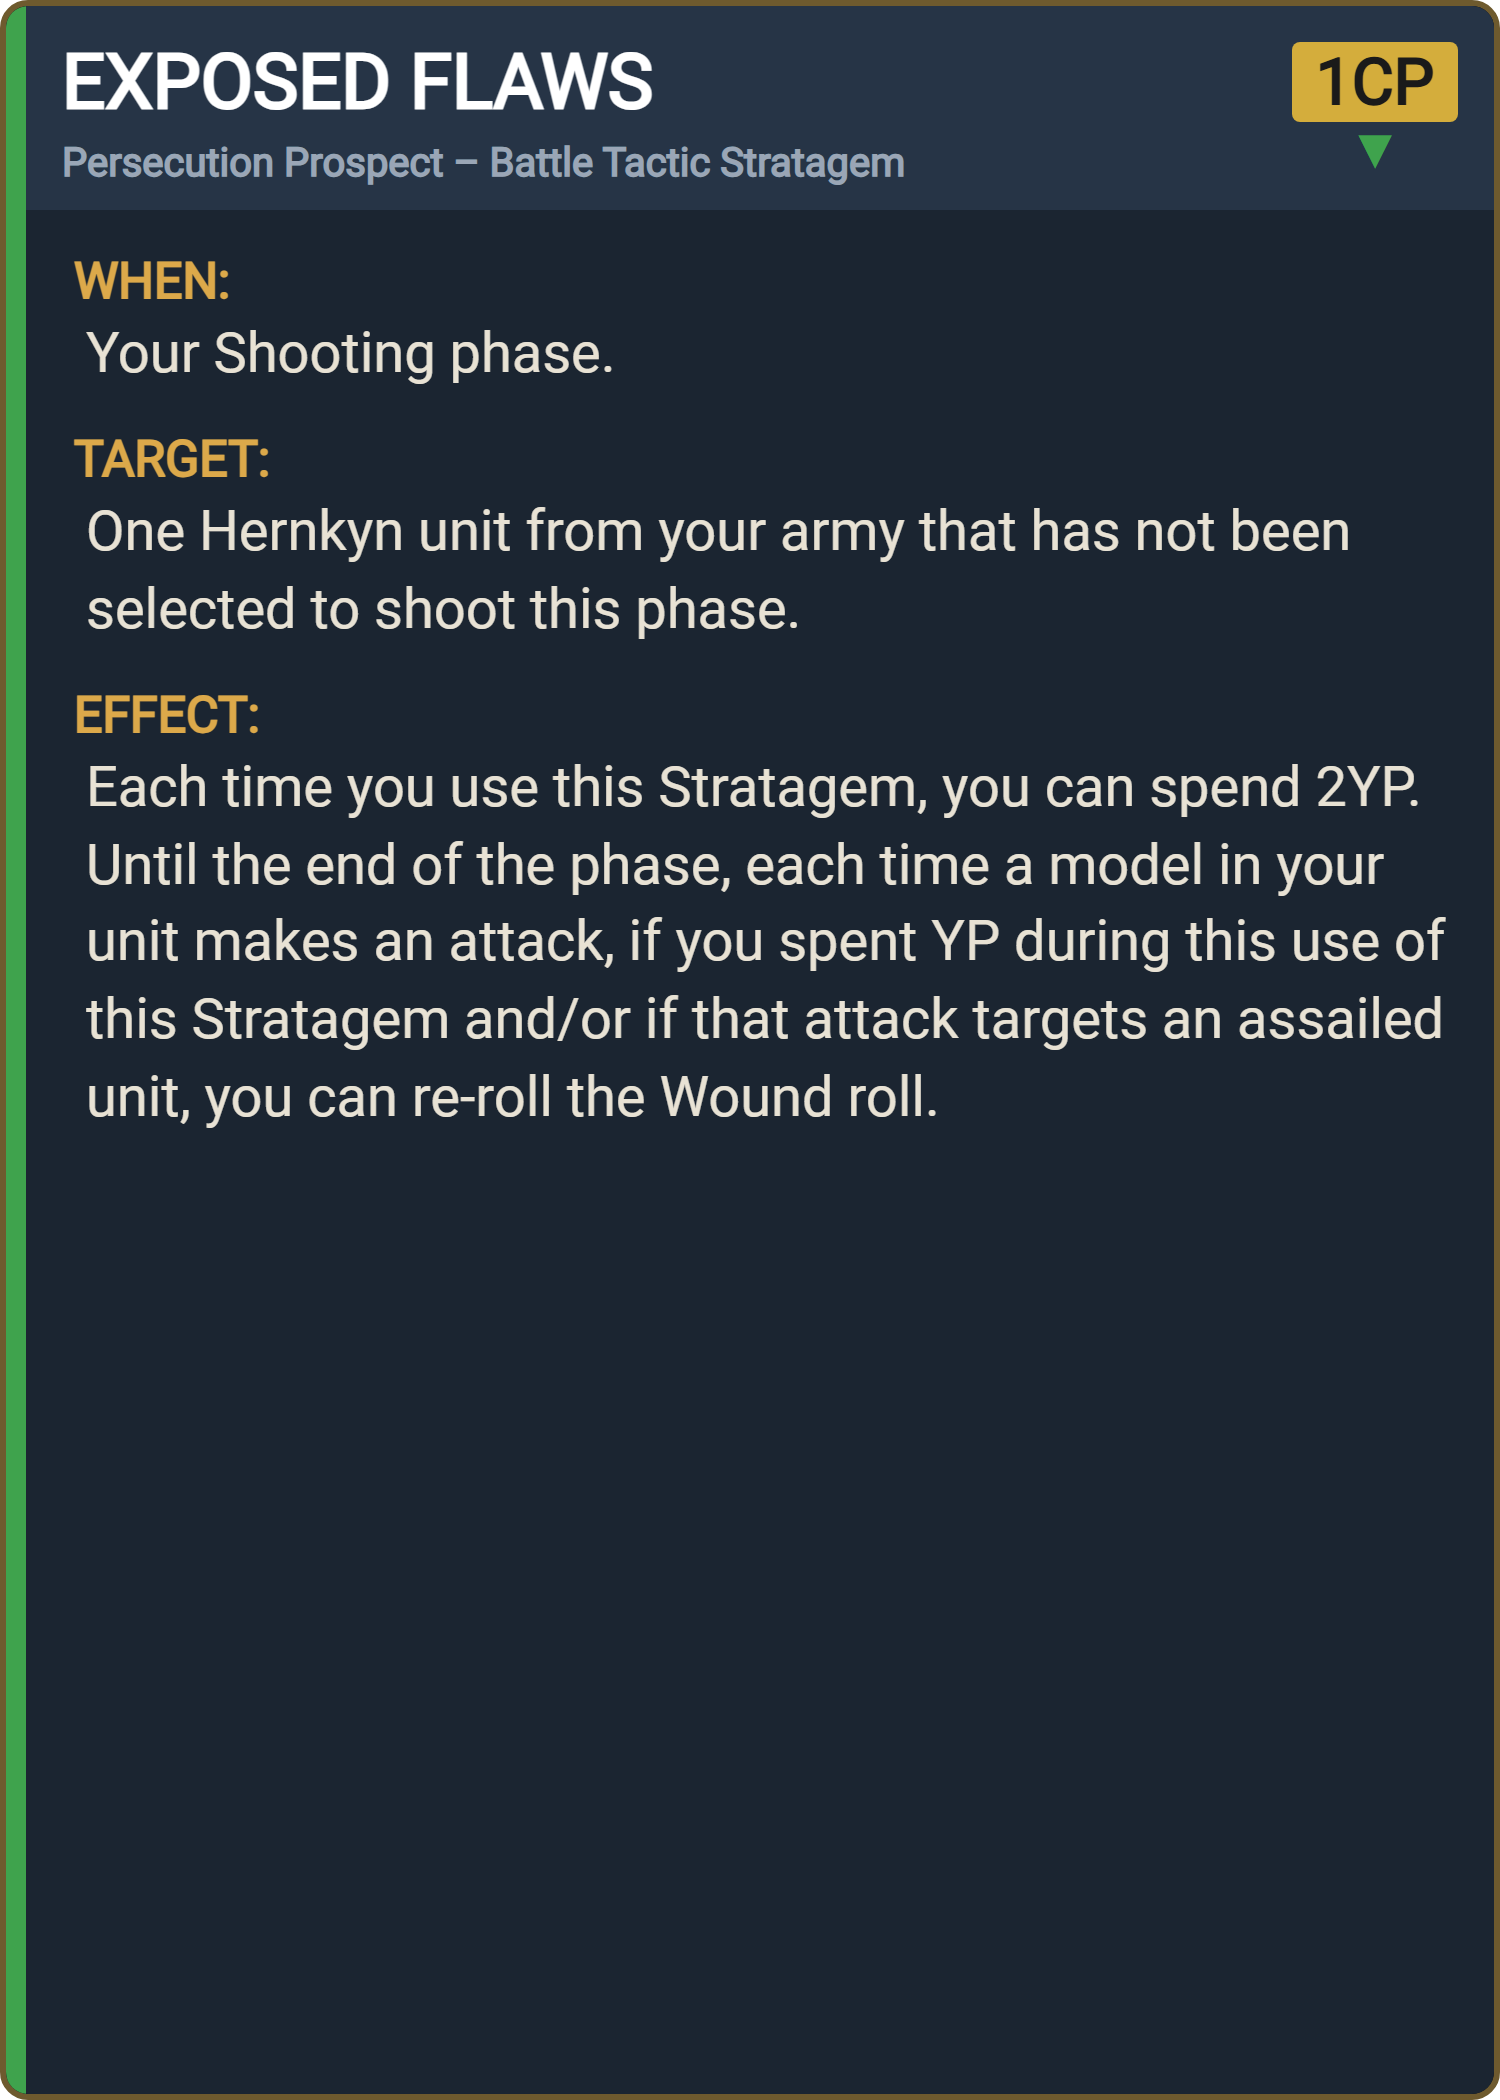 EXPOSED FLAWS
1CP
Persecution Prospect – Battle Tactic Stratagem
WHEN:
Your Shooting phase.
TARGET:
One Hernkyn unit from your army that has not been
selected to shoot this phase.
EFFECT:
Each time you use this Stratagem, you can spend 2YP.
Until the end of the phase, each time a model in your
unit makes an attack, if you spent YP during this use of
this Stratagem and/or if that attack targets an assailed
unit, you can re-roll the Wound roll.